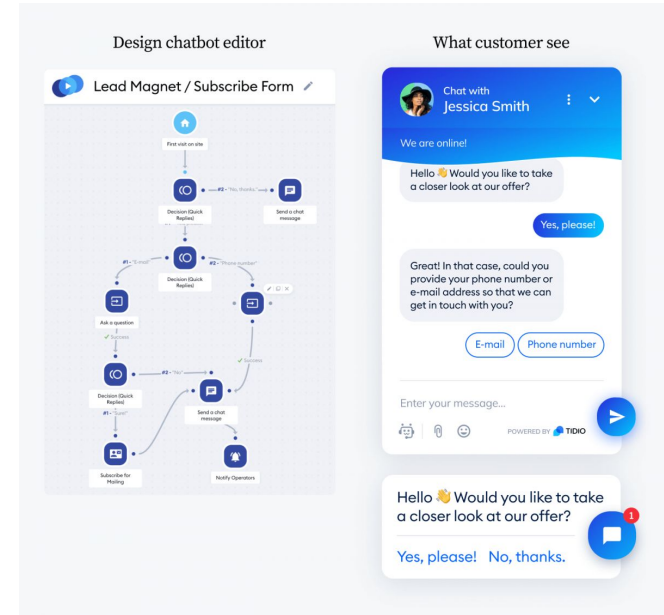 Design chatbot editor
Lead Magnet / Subscribe Form
First visit on site
#2 - "No, thanks."
Decision (Quick
Replies)
Send a chat
message
#1 - "E-mail"
#2 - "Phone number"
Decision (Quick
Replies)
Ask a question
Success
Success
#2 - "No"
Decision (Quick
Replies)
#1 - "Sure!"
Send a chat
message
Subscribe for
Mailing
Notify Operators
What customer see
Chat with
Jessica Smith
We are online!
Hello 👋 Would you like to take
a closer look at our offer?
Yes, please!
Great! In that case, could you
provide your phone number or
e-mail address so that we can
get in touch with you?
E-mail
Phone number
Enter your message...
POWERED BY TIDIO
Hello 👋 Would you like to take
a closer look at our offer?
1
Yes, please! No, thanks.